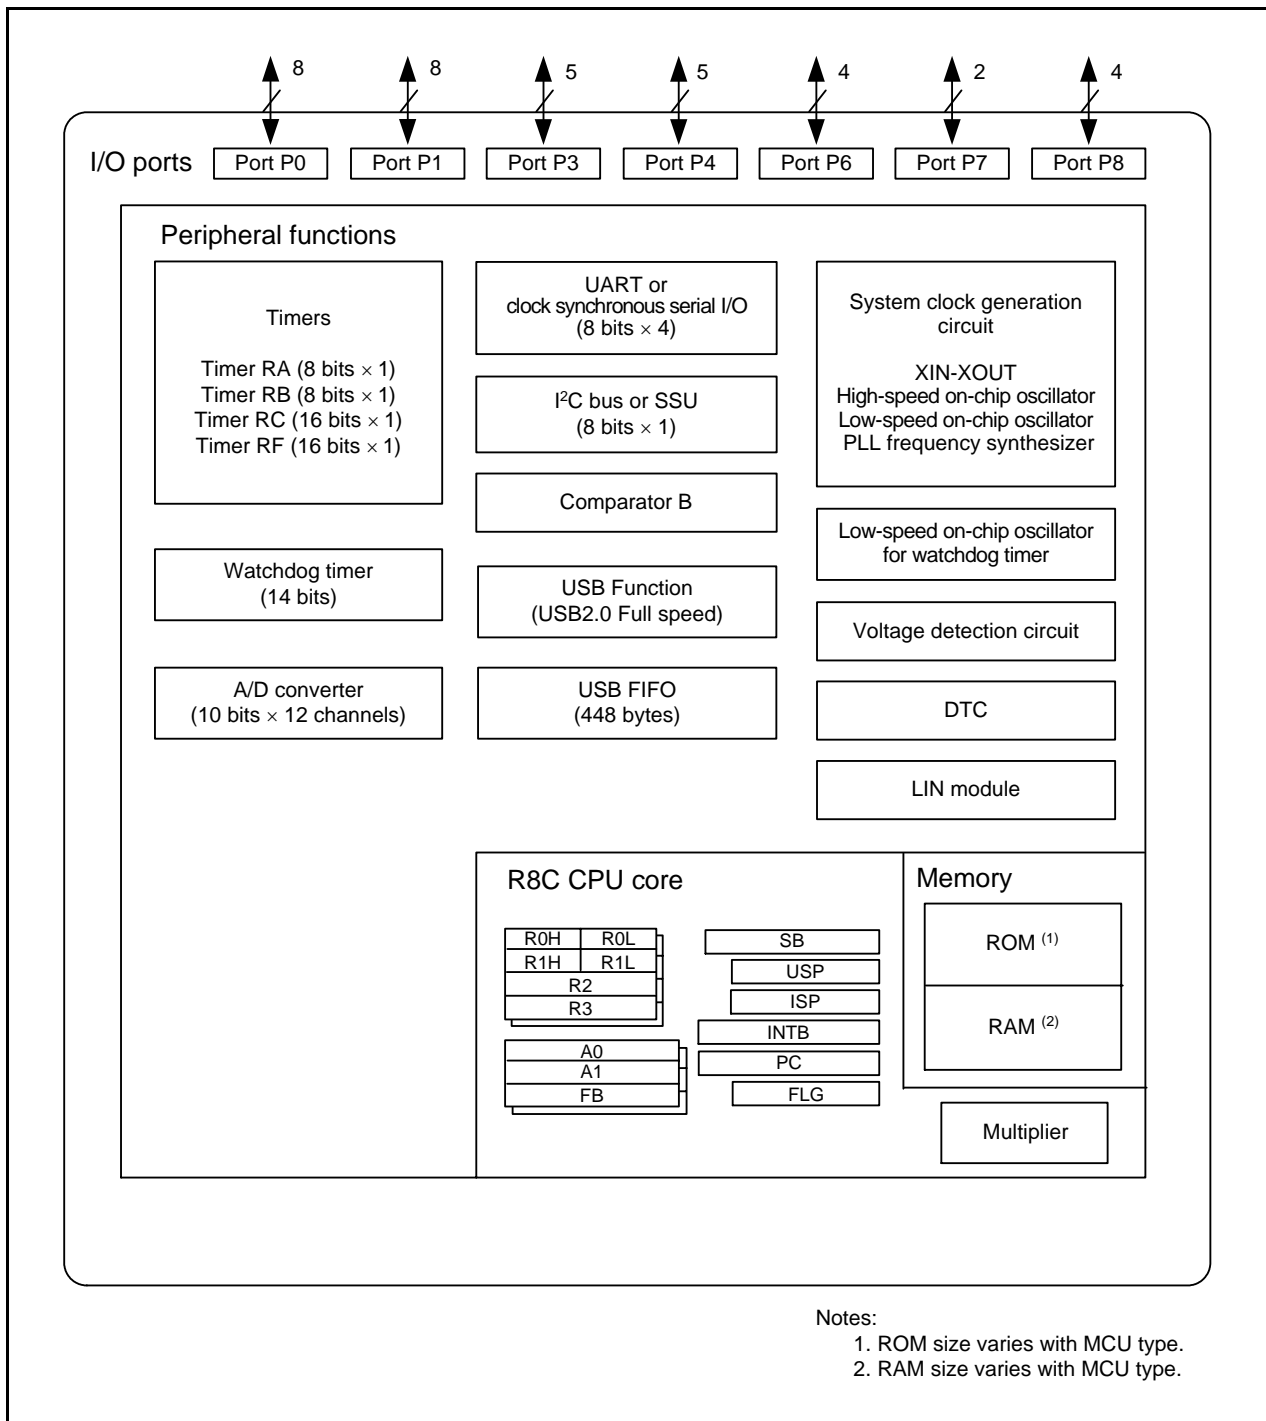 8 8 5 5 4 2 4
I/O ports Port P0 Port P1 Port P3 Port P4 Port P6 Port P7 Port P8
Peripheral functions
Timers
Timer RA (8 bits × 1)
Timer RB (8 bits × 1)
Timer RC (16 bits × 1)
Timer RF (16 bits × 1)
Watchdog timer
(14 bits)
A/D converter
(10 bits × 12 channels)
UART or
clock synchronous serial I/O
(8 bits × 4)
I²C bus or SSU
(8 bits × 1)
Comparator B
USB Function
(USB2.0 Full speed)
USB FIFO
(448 bytes)
System clock generation
circuit
XIN-XOUT
High-speed on-chip oscillator
Low-speed on-chip oscillator
PLL frequency synthesizer
Low-speed on-chip oscillator
for watchdog timer
Voltage detection circuit
DTC
LIN module
R8C CPU core
R0H R0L
R1H R1L
R2
R3
A0
A1
FB
SB
USP
ISP
INTB
PC
FLG
Memory
ROM (1)
RAM (2)
Multiplier
Notes:
1. ROM size varies with MCU type.
2. RAM size varies with MCU type.